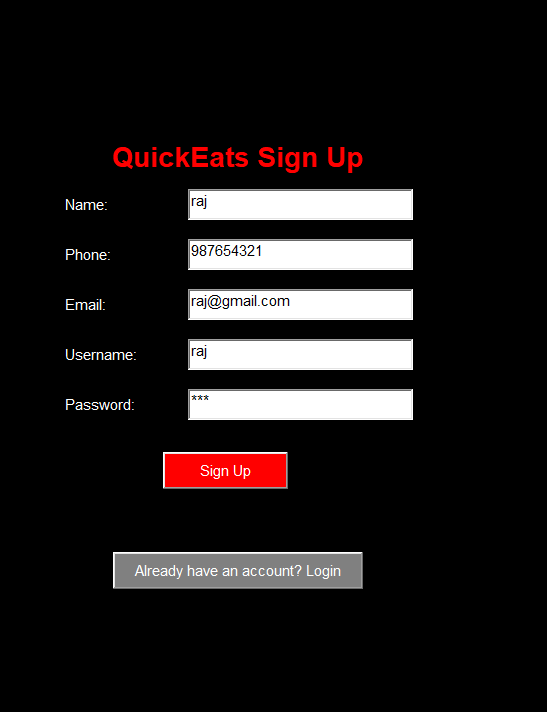 QuickEats Sign Up
Name: raj
Phone: 987654321
Email: raj@gmail.com
Username: raj
Password: ***
Sign Up
Already have an account? Login